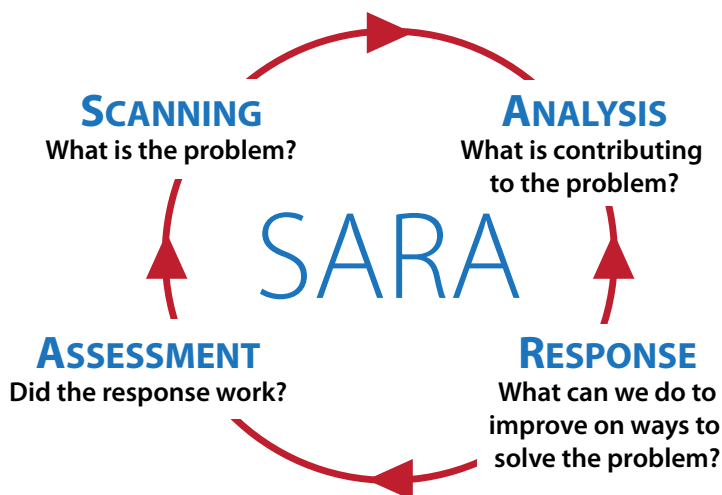 SCANNING
What is the problem?
ANALYSIS
What is contributing
to the problem?
SARA
ASSESSMENT
Did the response work?
RESPONSE
What can we do to
improve on ways to
solve the problem?